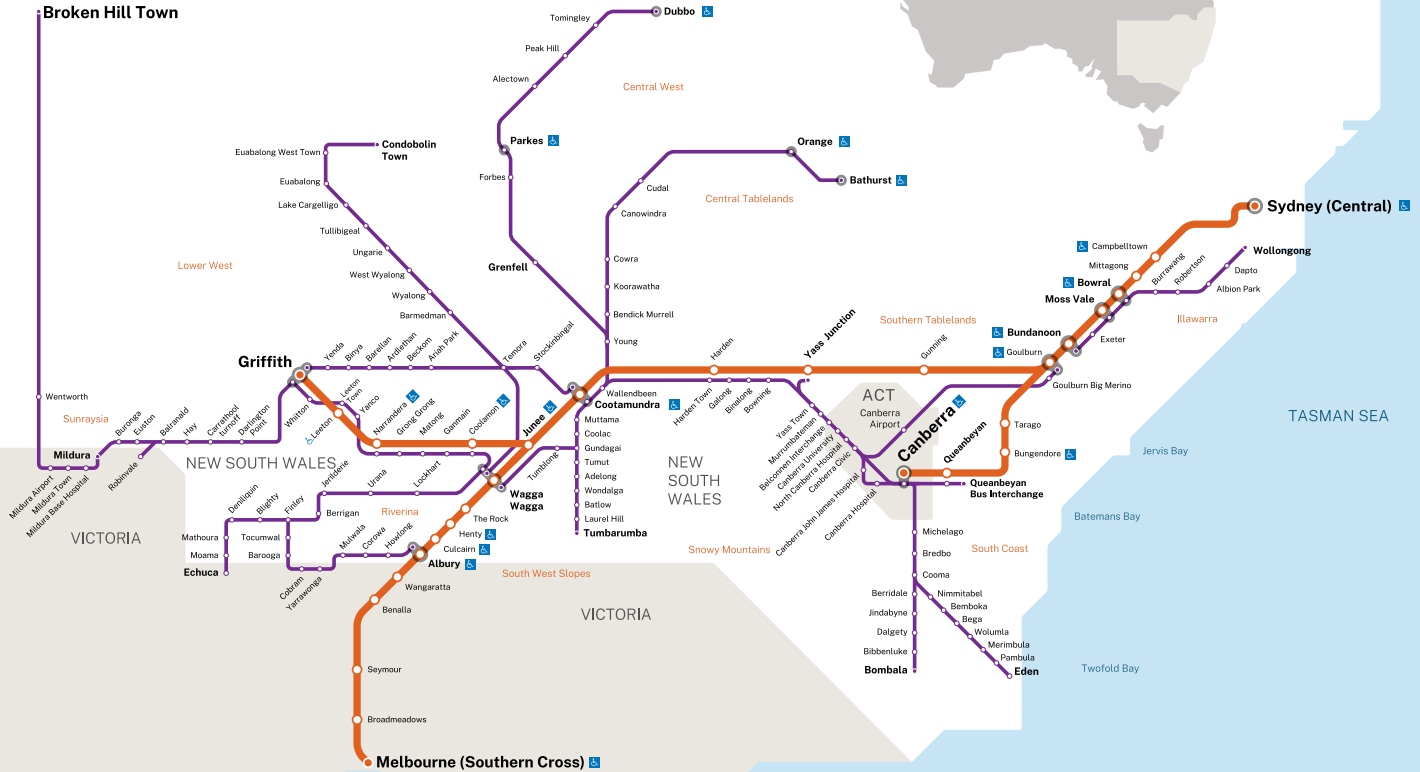 Broken Hill Town
Dubbo
Tomingley
Peak Hill
Alectown
Central West
Parkes
Forbes
Grenfell
Condobolin
Town
Euabalong West Town
Euabalong
Lake Cargelligo
Tullibigeal
Ungarie
West Wyalong
Wyalong
Barmedman
Lower West
Orange
Bathurst
Cudal
Canowindra
Central Tablelands
Cowra
Koorawatha
Bendick Murrell
Young
Sydney (Central)
Campbelltown
Mittagong
Bowral
Moss Vale
Bundanoon
Goulburn
Burrawang
Robertson
Wollongong
Dapto
Albion Park
Illawarra
Exeter
Goulburn Big Merino
Southern Tablelands
Gunning
Yass Junction
Harden
Griffith
Yenda
Binya
Barellan
Ardlethan
Beckom
Ariah Park
Temora
Stockinbingal
Wallendbeen
Cootamundra
Harden Town
Galong
Binalong
Bowning
Wentworth
Sunraysia
Mildura
Mildura Airport
Mildura Town
Mildura Base Hospital
Buronga
Euston
Robinvale
Balranald
Hay
Carrathool
turnoff
Darlington
Point
Whitton
Leeton
Leeton
Town
Yanco
Narrandera
Grong Grong
Matong
Ganmain
Coolamon
Junee
Muttama
Coolac
Gundagai
Tumut
Adelong
Wondalga
Batlow
Laurel Hill
Tumbarumba
Tumblong
Wagga
Wagga
NEW SOUTH WALES
NEW
SOUTH
WALES
Jerilderie
Urana
Lockhart
Riverina
Berrigan
Deniliquin
Blighty
Finley
Mathoura
Moama
Echuca
Tocumwal
Barooga
Cobram
Yarrawonga
Mulwala
Corowa
Howlong
The Rock
Henty
Culcairn
Albury
Wangaratta
Benalla
Seymour
Broadmeadows
Melbourne (Southern Cross)
VICTORIA
VICTORIA
South West Slopes
Snowy Mountains
ACT
Canberra
Airport
Canberra
Queanbeyan
Tarago
Bungendore
Queanbeyan
Bus Interchange
Yass Town
Murrumbateman
Belconnen Interchange
Canberra University
North Canberra Hospital
Canberra Civic
Canberra John James Hospital
Canberra Hospital
Michelago
Bredbo
Cooma
South Coast
Berridale
Jindabyne
Dalgety
Bibbenluke
Bombala
Nimmitabel
Bemboka
Bega
Wolumla
Merimbula
Pambula
Eden
TASMAN SEA
Jervis Bay
Batemans Bay
Twofold Bay